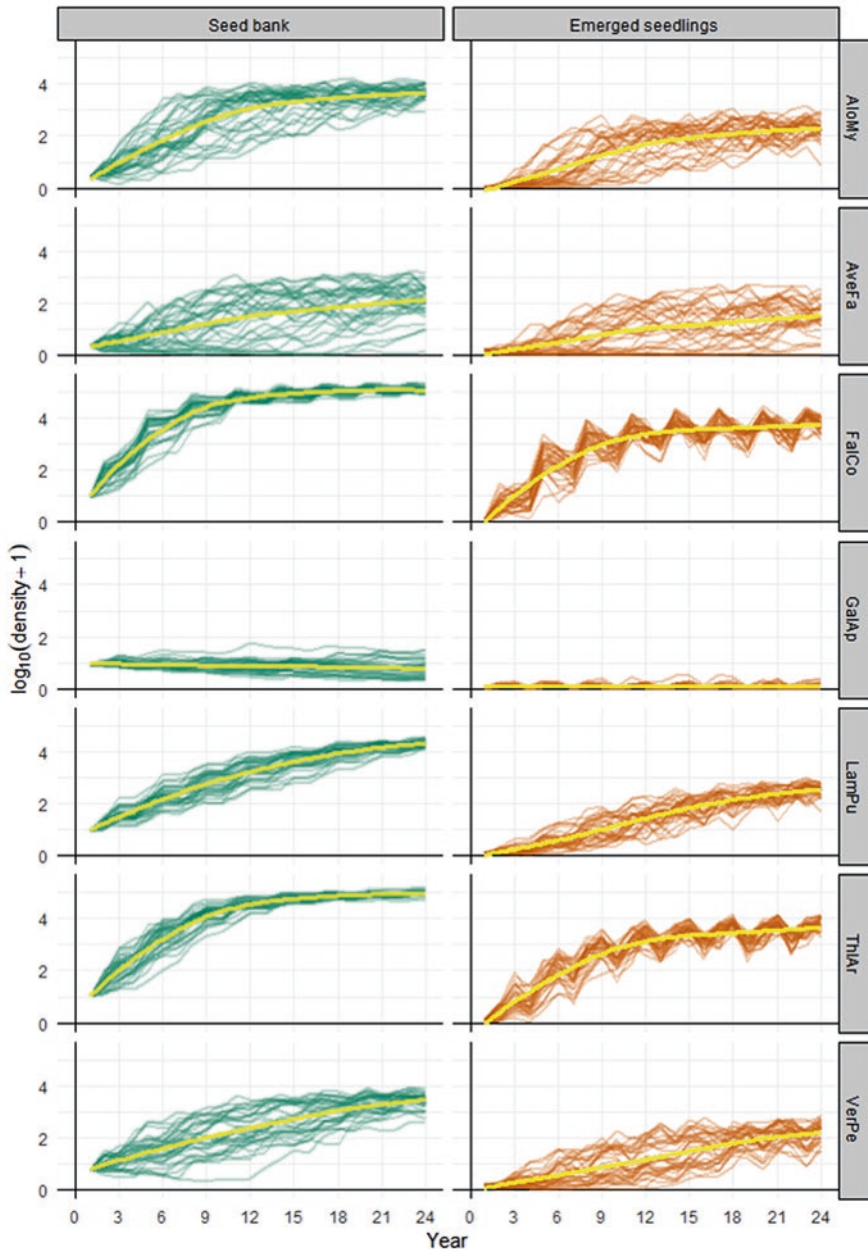 Seed bank
Emerged seedlings
4
2
0
AloMy
4
2
0
AveFa
4
2
0
FalCo
4
2
0
GalAp
4
2
0
LamPu
4
2
0
ThlAr
4
2
0
VerPe
log10(density+1)
0 3 6 9 12 15 18 21 24
0 3 6 9 12 15 18 21 24
Year